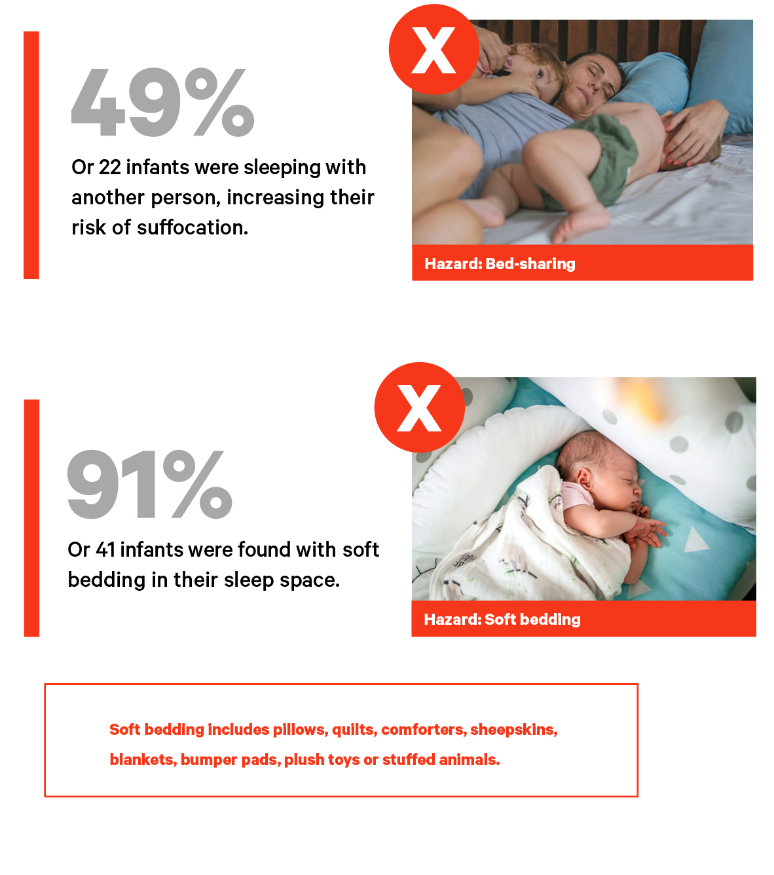 X
49%
Or 22 infants were sleeping with
another person, increasing their
risk of suffocation.
Hazard: Bed-sharing
X
91%
Or 41 infants were found with soft
bedding in their sleep space.
Hazard: Soft bedding
Soft bedding includes pillows, quilts, comforters, sheepskins,
blankets, bumper pads, plush toys or stuffed animals.